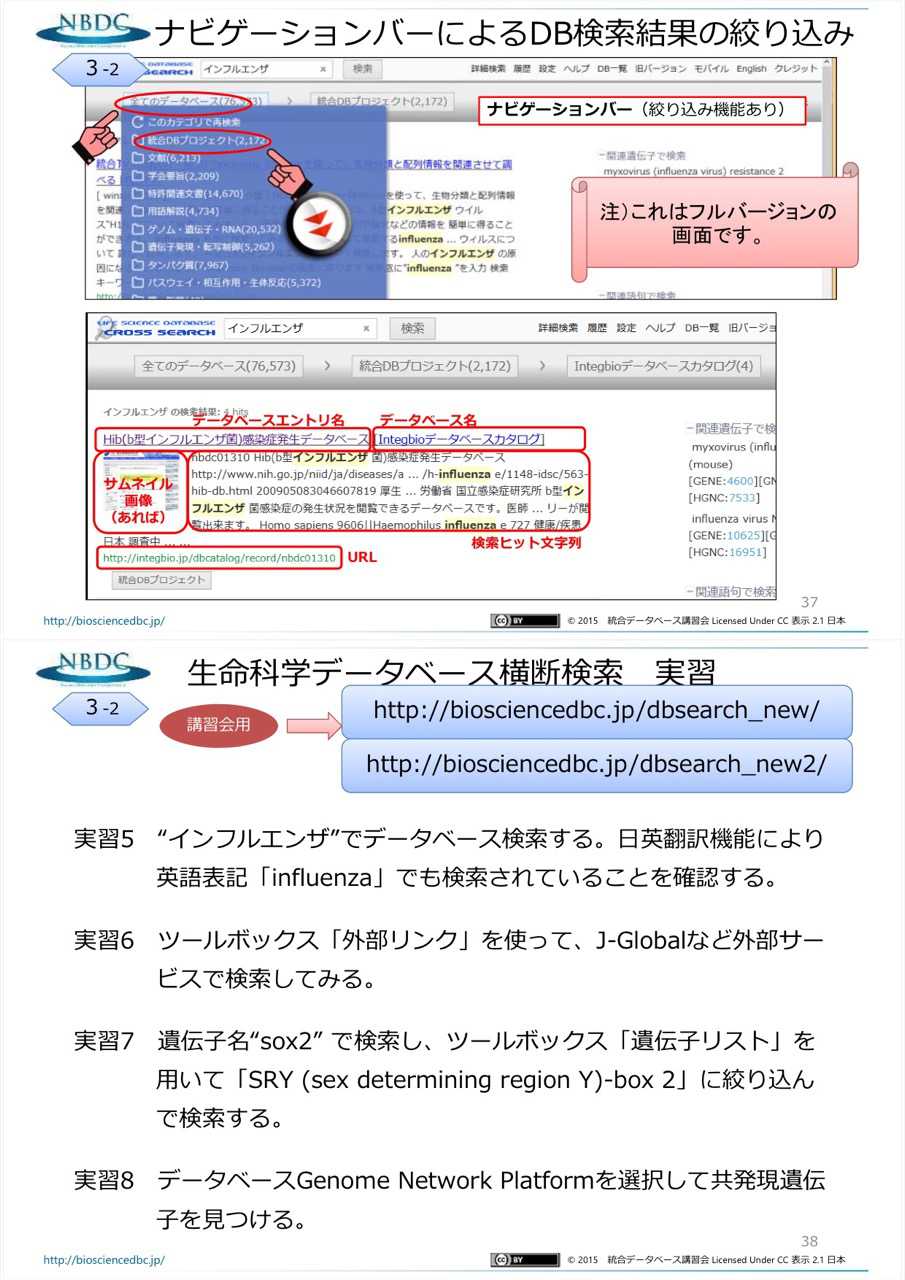 NBDC
ナビゲーションバーによるDB検索結果の絞り込み
3-2
インフルエンザ × 検索 詳細検索 履歴 設定 ヘルプ DB一覧 旧バージョン モバイル English クレジット
全てのデータベース(76,573) > 統合DBプロジェクト(2,172)
ナビゲーションバー（絞り込み機能あり）
このカテゴリで再検索
統合DBプロジェクト(2,172)
文献(6,213)
学会要旨(2,209)
特許関連文書(14,670)
用語解説(4,734)
ゲノム・遺伝子・RNA(20,532)
遺伝子発現・転写制御(5,262)
タンパク質(7,967)
パスウェイ・相互作用・生体反応(5,372)
類と配列情報を関連させて調
べる
を使って、生物分類と配列情報
インフルエンザ ウイル
などの情報を 簡単に得ること
influenza ... ウィルスにつ
人のインフルエンザ の原
"influenza "を入力 検索
キーワ
http:/
－関連遺伝子で検索
myxovirus (influenza virus) resistance 2
－関連語句で検索
注）これはフルバージョンの
画面です。
LIFE SCIENCE DATABASE
CROSS SEARCH
インフルエンザ × 検索 詳細検索 履歴 設定 ヘルプ DB一覧 旧バージョ
全てのデータベース(76,573) > 統合DBプロジェクト(2,172) > Integbioデータベースカタログ(4)
インフルエンザ の検索結果: 4 hits
データベースエントリ名 データベース名
Hib(b型インフルエンザ菌)感染症発生データベース [Integbioデータベースカタログ]
サムネイル
画像
（あれば）
nbdc01310 Hib(b型インフルエンザ 菌)感染症発生データベース
http://www.nih.go.jp/niid/ja/diseases/a ... /h-influenza e/1148-idsc/563-
hib-db.html 200905083046607819 厚生 ... 労働省 国立感染症研究所 b型イン
フルエンザ 菌感染症の発生状況を閲覧できるデータベースです。医師 ... リーが閲
覧出来ます。 Homo sapiens 9606||Haemophilus influenza e 727 健康/疾患
日本 調査中 ... ...
検索ヒット文字列
http://integbio.jp/dbcatalog/record/nbdc01310 URL
統合DBプロジェクト
－関連遺伝子で検
myxovirus (influ
(mouse)
[GENE:4600][GN
[HGNC:7533]
influenza virus N
[GENE:10625][G
[HGNC:16951]
－関連語句で検索
37
http://biosciencedbc.jp/
cc BY © 2015 統合データベース講習会 Licensed Under CC 表示 2.1 日本
NBDC
生命科学データベース横断検索 実習
3-2
講習会用
http://biosciencedbc.jp/dbsearch_new/
http://biosciencedbc.jp/dbsearch_new2/
実習5 “インフルエンザ”でデータベース検索する。日英翻訳機能により
英語表記「influenza」でも検索されていることを確認する。
実習6 ツールボックス「外部リンク」を使って、J-Globalなど外部サー
ビスで検索してみる。
実習7 遺伝子名“sox2” で検索し、ツールボックス「遺伝子リスト」を
用いて「SRY (sex determining region Y)-box 2」に絞り込ん
で検索する。
実習8 データベースGenome Network Platformを選択して共発現遺伝
子を見つける。
38
http://biosciencedbc.jp/
cc BY © 2015 統合データベース講習会 Licensed Under CC 表示 2.1 日本